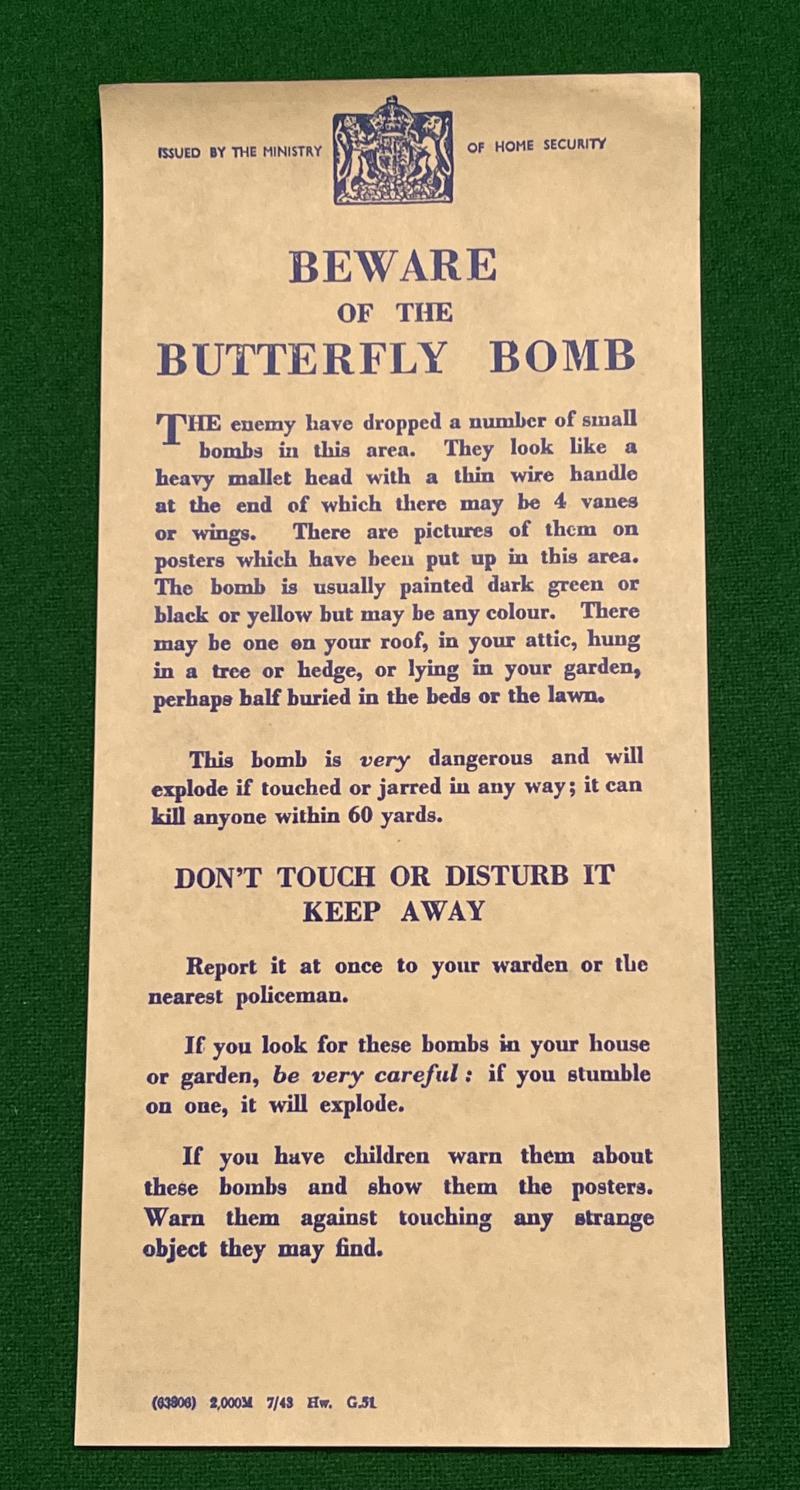 ISSUED BY THE MINISTRY OF HOME SECURITY
BEWARE
OF THE
BUTTERFLY BOMB
THE enemy have dropped a number of small
bombs in this area. They look like a
heavy mallet head with a thin wire handle
at the end of which there may be 4 vanes
or wings. There are pictures of them on
posters which have been put up in this area.
The bomb is usually painted dark green or
black or yellow but may be any colour. There
may be one on your roof, in your attic, hung
in a tree or hedge, or lying in your garden,
perhaps half buried in the beds or the lawn.
This bomb is very dangerous and will
explode if touched or jarred in any way; it can
kill anyone within 60 yards.
DON'T TOUCH OR DISTURB IT
KEEP AWAY
Report it at once to your warden or the
nearest policeman.
If you look for these bombs in your house
or garden, be very careful: if you stumble
on one, it will explode.
If you have children warn them about
these bombs and show them the posters.
Warn them against touching any strange
object they may find.
(63806) 2,000M 7/43 Hw. G.51